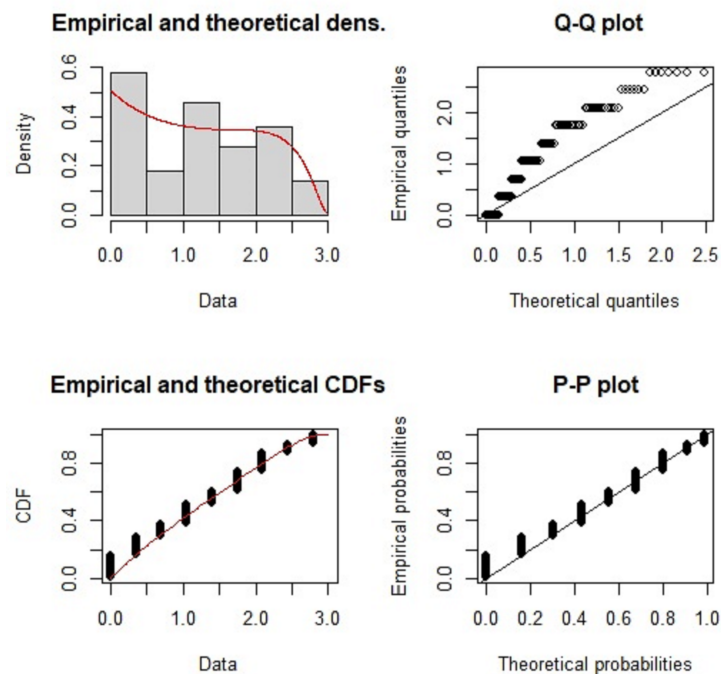 Empirical and theoretical dens.
Density
0.0 0.2 0.4 0.6
0.0 1.0 2.0 3.0
Data
Q-Q plot
Empirical quantiles
0.0 1.0 2.0
0.0 0.5 1.0 1.5 2.0 2.5
Theoretical quantiles
Empirical and theoretical CDFs
CDF
0.0 0.4 0.8
0.0 1.0 2.0 3.0
Data
P-P plot
Empirical probabilities
0.0 0.4 0.8
0.0 0.2 0.4 0.6 0.8 1.0
Theoretical probabilities